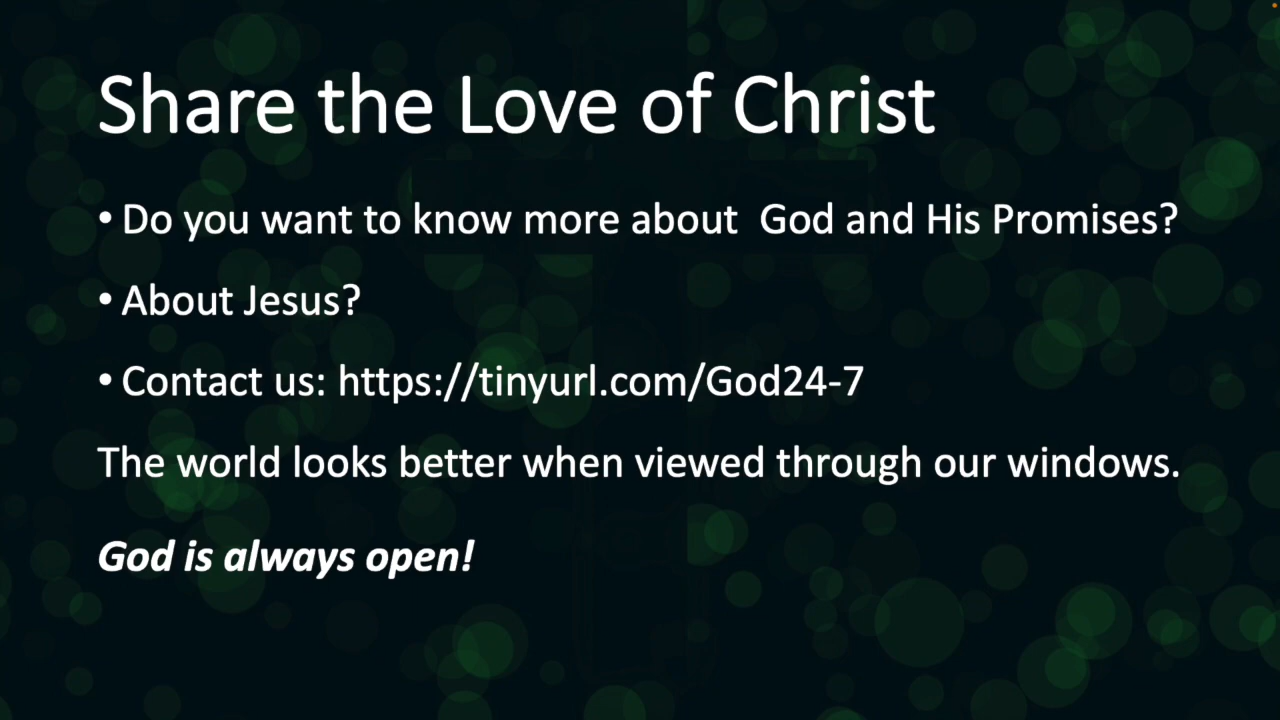 Share the Love of Christ
• Do you want to know more about  God and His Promises?
• About Jesus?
• Contact us: https://tinyurl.com/God24-7
The world looks better when viewed through our windows.
God is always open!